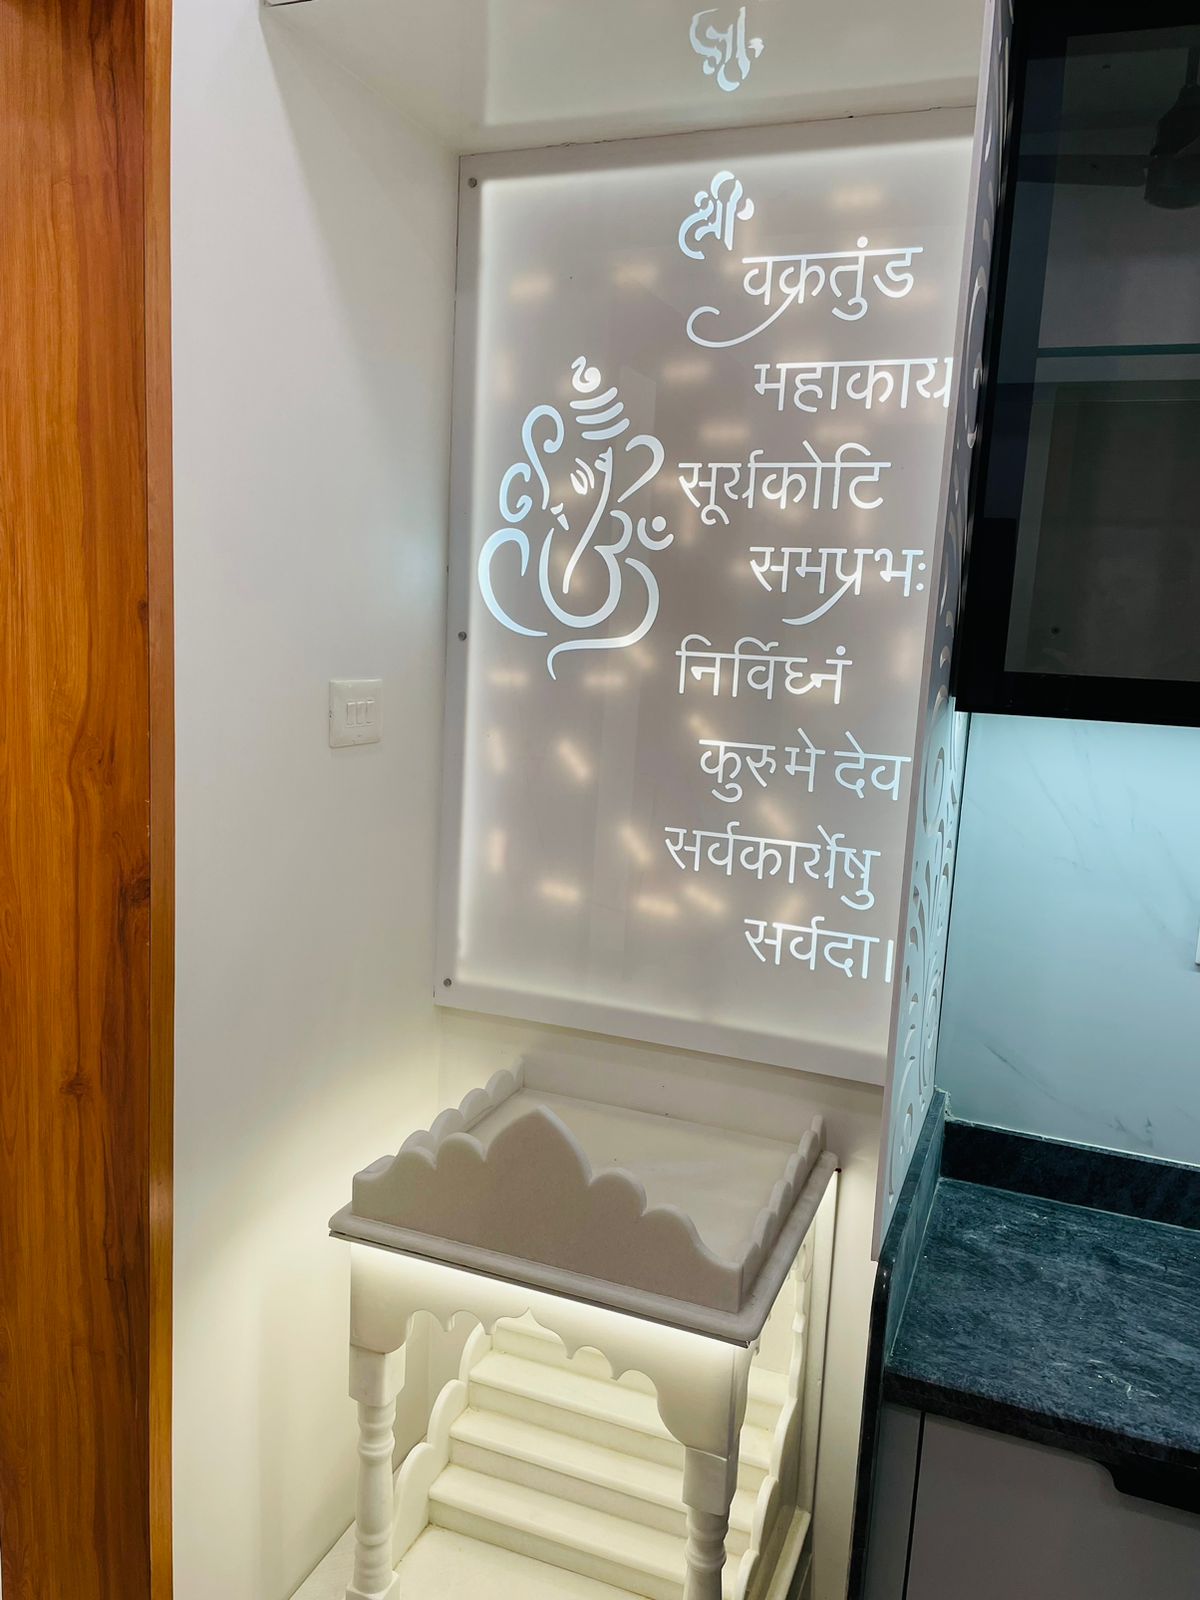 श्री
वक्रतुंड
महाकाय
सूर्यकोटि
समप्रभः
निर्विघ्नं
कुरु मे देव
सर्वकार्येषु
सर्वदा।